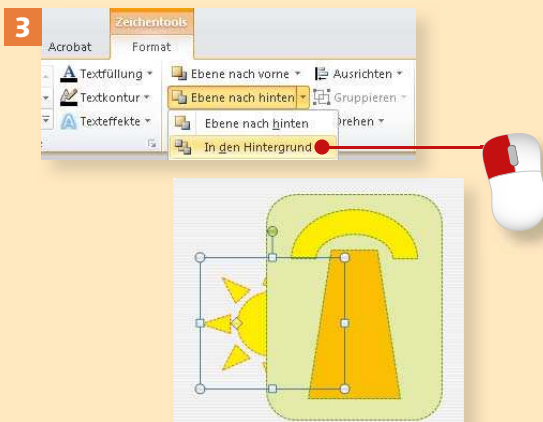 3
Zeichentools
Acrobat Format
Textfüllung Ebene nach vorne Ausrichten
Textkontur Ebene nach hinten Gruppieren
Texteffekte Ebene nach hinten Drehen
In den Hintergrund